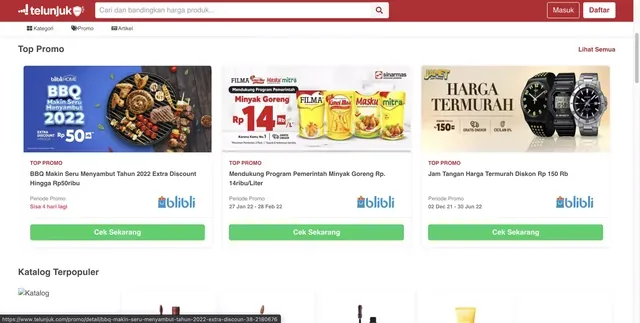 telunjuk
Cari dan bandingkan harga produk..
Masuk
Daftar
Kategori
Promo
Artikel
Top Promo
Lihat Semua
HOME
BBQ
Makin Seru
Menyambut
2022
EXTRA
DISCOUNT
Rp 50
FILMA Kunci Mas Masku mitra
sinarmas
Mendukung Program Pemerintah
Minyak Goreng
Rp 14
FILMA
Kunci Mas
Masku
mitra
HARGA
TERMURAH
-150
TOP PROMO
BBQ Makin Seru Menyambut Tahun 2022 Extra Discount
Hingga Rp50ribu
Periode Promo
Sisa 4 hari lagi
blibli
Cek Sekarang
TOP PROMO
Mendukung Program Pemerintah Minyak Goreng Rp.
14ribu/Liter
Periode Promo
27 Jan 22 - 28 Feb 22
blibli
Cek Sekarang
TOP PROMO
Jam Tangan Harga Termurah Diskon Rp 150 Rb
Periode Promo
02 Dec 21 - 30 Jun 22
blibli
Cek Sekarang
Katalog Terpopuler
Katalog
https://www.telunjuk.com/promo/detail/bbq-makin-seru-menyambut-tahun-2022-extra-discoun-38-2180676